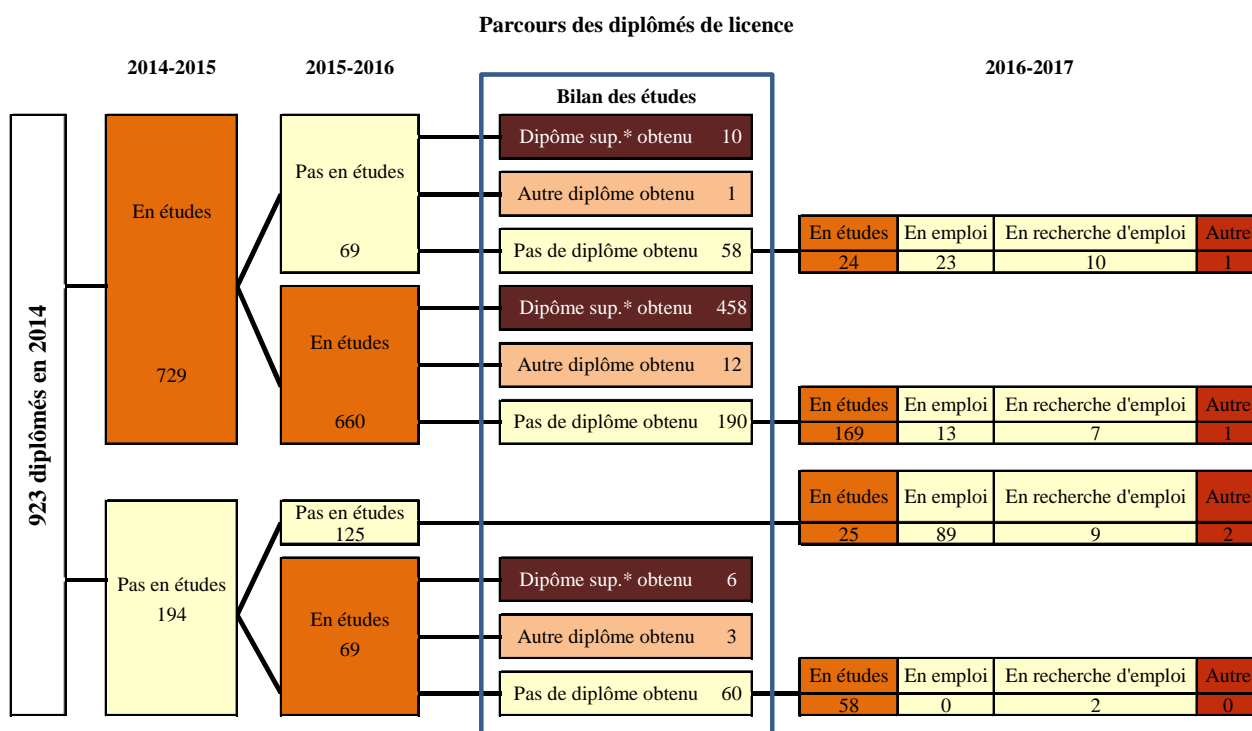 Parcours des diplômés de licence
2014-2015 2015-2016 2016-2017
Bilan des études
923 diplômés en 2014
En études
729
Pas en études
69
Dipôme sup.* obtenu 10
Autre diplôme obtenu 1
Pas de diplôme obtenu 58
En études En emploi En recherche d'emploi Autre
24 23 10 1
En études
660
Dipôme sup.* obtenu 458
Autre diplôme obtenu 12
Pas de diplôme obtenu 190
En études En emploi En recherche d'emploi Autre
169 13 7 1
Pas en études
194
Pas en études
125
En études En emploi En recherche d'emploi Autre
25 89 9 2
En études
69
Dipôme sup.* obtenu 6
Autre diplôme obtenu 3
Pas de diplôme obtenu 60
En études En emploi En recherche d'emploi Autre
58 0 2 0